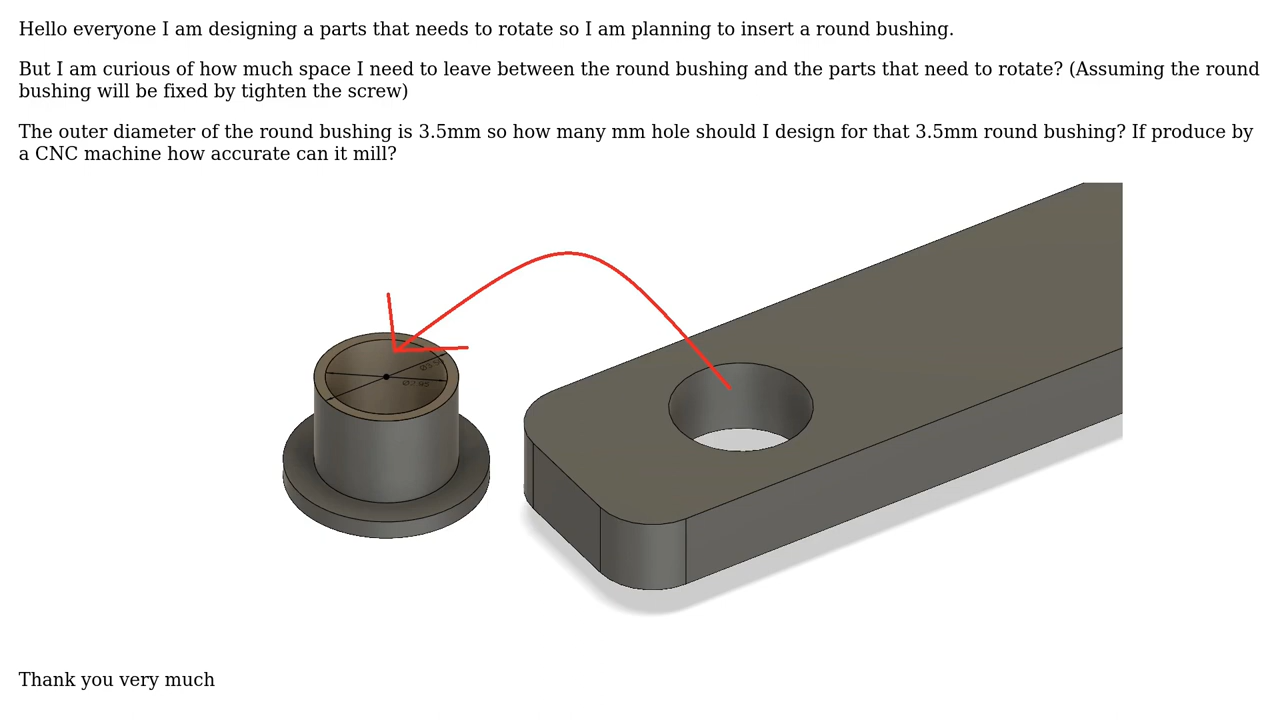 Hello everyone I am designing a parts that needs to rotate so I am planning to insert a round bushing.
But I am curious of how much space I need to leave between the round bushing and the parts that need to rotate? (Assuming the round
bushing will be fixed by tighten the screw)
The outer diameter of the round bushing is 3.5mm so how many mm hole should I design for that 3.5mm round bushing? If produce by
a CNC machine how accurate can it mill?
Thank you very much